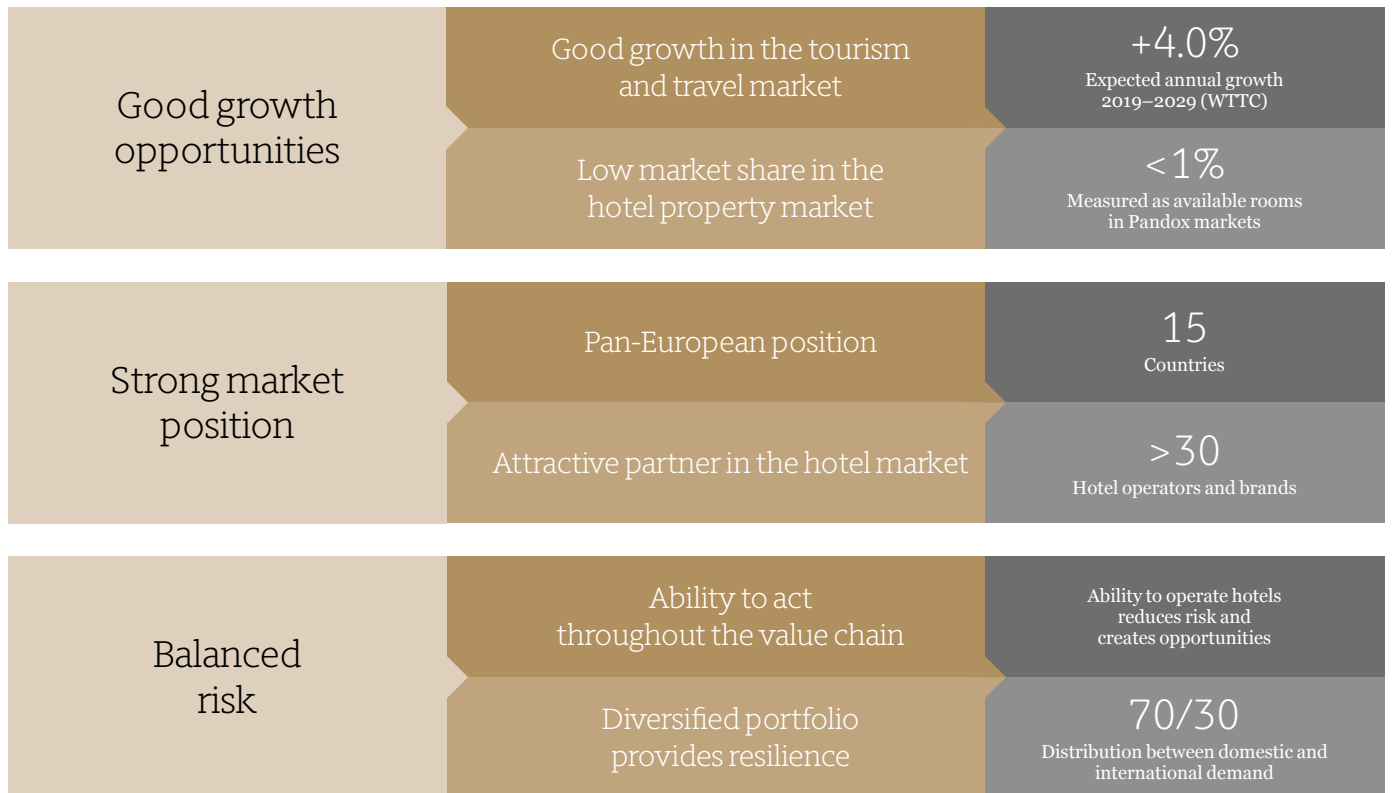 Good growth
opportunities
Good growth in the tourism
and travel market
+4.0%
Expected annual growth
2019–2029 (WTTC)
Low market share in the
hotel property market
<1%
Measured as available rooms
in Pandox markets
Strong market
position
Pan-European position
15
Countries
Attractive partner in the hotel market
>30
Hotel operators and brands
Balanced
risk
Ability to act
throughout the value chain
Ability to operate hotels
reduces risk and
creates opportunities
Diversified portfolio
provides resilience
70/30
Distribution between domestic and
international demand